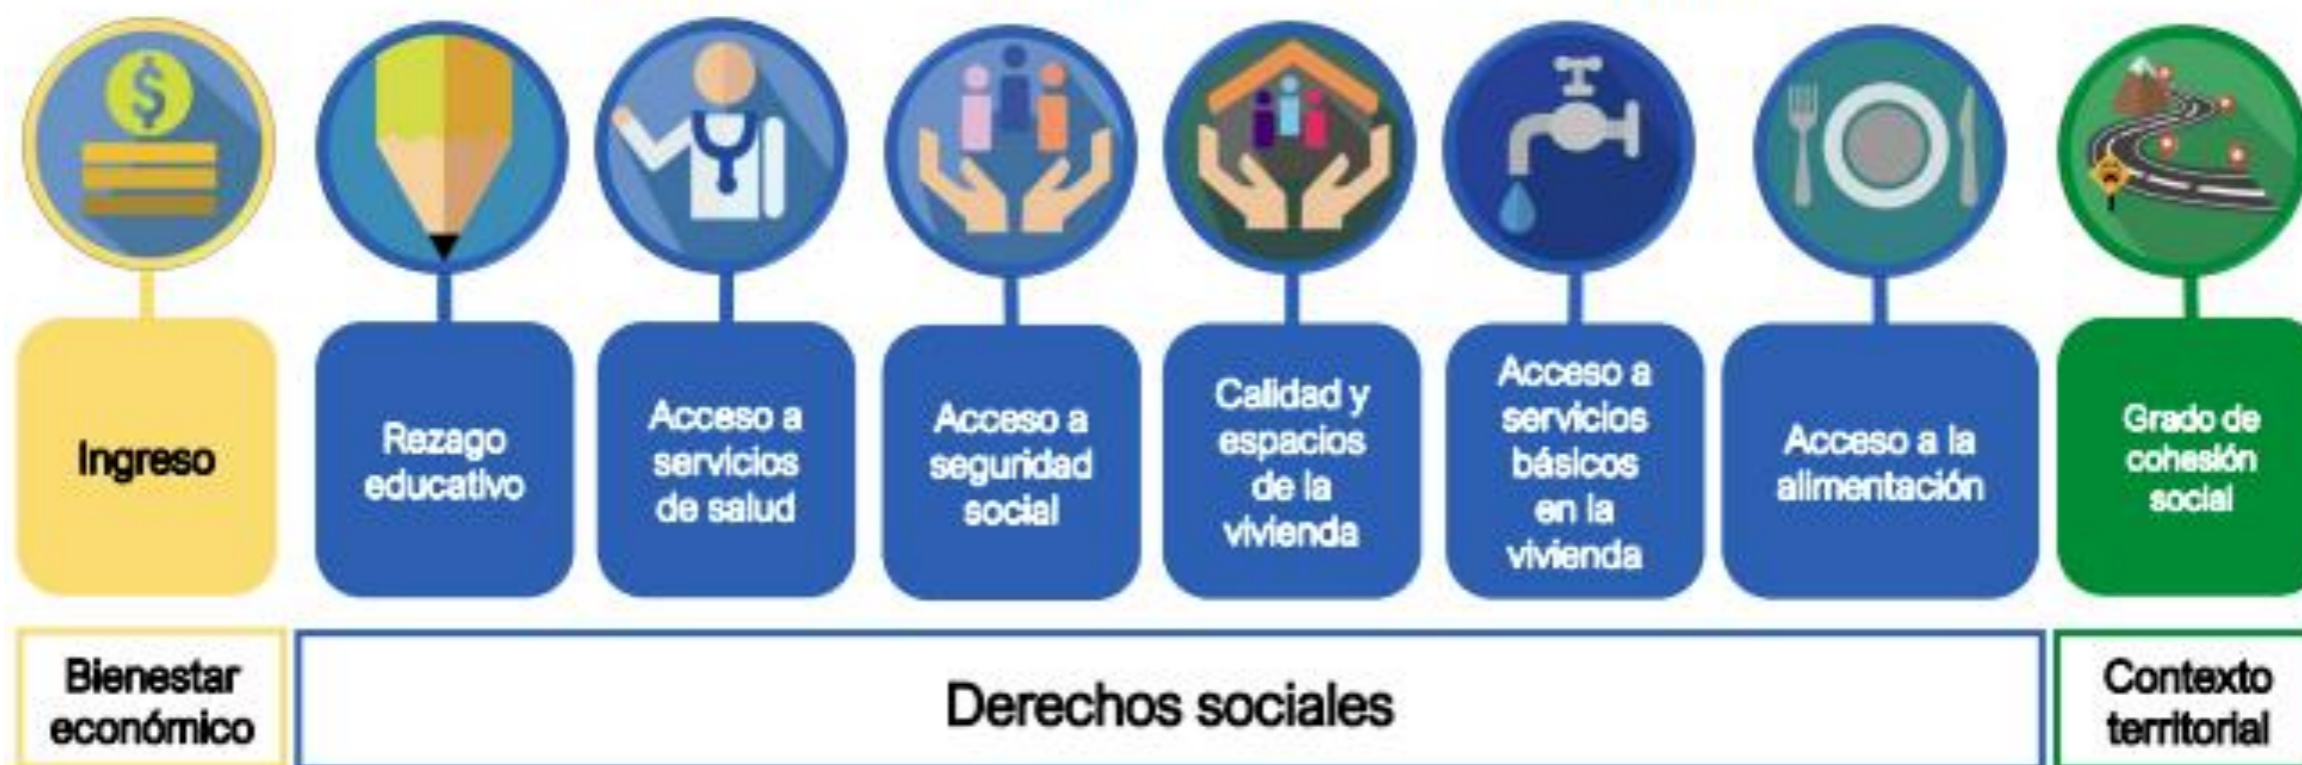 $
Ingreso
Rezago
educativo
Acceso a
servicios
de salud
Acceso a
seguridad
social
Calidad y
espacios
de la
vivienda
Acceso a
servicios
básicos
en la
vivienda
Acceso a la
alimentación
Grado de
cohesión
social
Bienestar
económico
Derechos sociales
Contexto
territorial